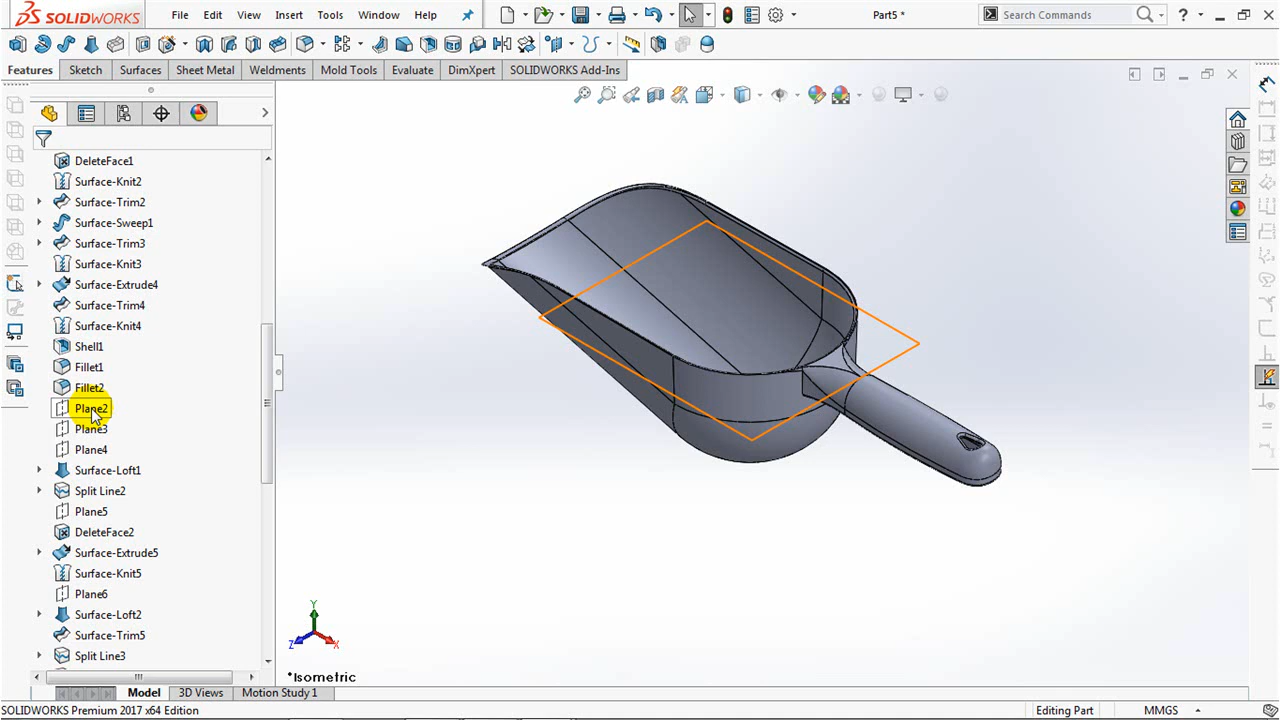 SOLIDWORKS File Edit View Insert Tools Window Help Part5 * Search Commands ?
Features Sketch Surfaces Sheet Metal Weldments Mold Tools Evaluate DimXpert SOLIDWORKS Add-Ins
DeleteFace1
Surface-Knit2
Surface-Trim2
Surface-Sweep1
Surface-Trim3
Surface-Knit3
Surface-Extrude4
Surface-Trim4
Surface-Knit4
Shell1
Fillet1
Fillet2
Plane2
Plane3
Plane4
Surface-Loft1
Split Line2
Plane5
DeleteFace2
Surface-Extrude5
Surface-Knit5
Plane6
Surface-Loft2
Surface-Trim5
Split Line3
Y
Z
X
*Isometric
Model 3D Views Motion Study 1
SOLIDWORKS Premium 2017 x64 Edition Editing Part MMGS